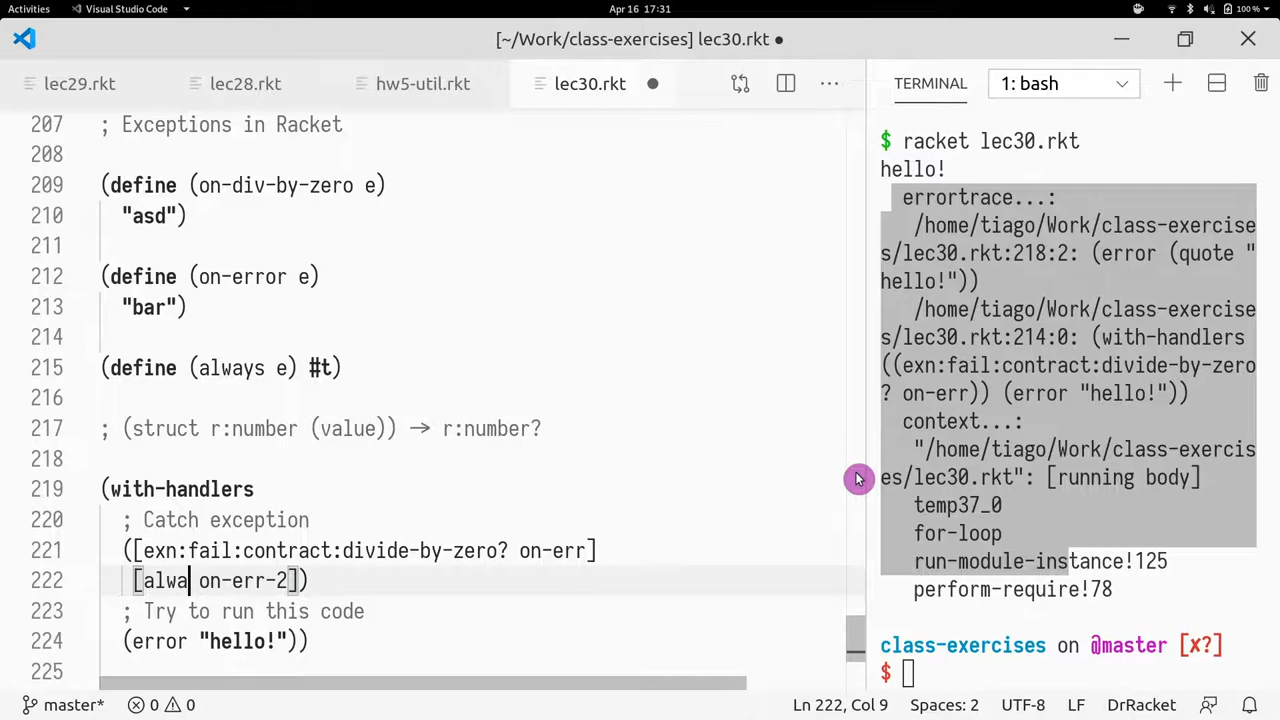 Activities Visual Studio Code Apr 16 17:31 100 %
[~/Work/class-exercises] lec30.rkt ●
lec29.rkt lec28.rkt hw5-util.rkt lec30.rkt ● ···
TERMINAL 1: bash
207 ; Exceptions in Racket
208
209 (define (on-div-by-zero e)
210 "asd")
211
212 (define (on-error e)
213 "bar")
214
215 (define (always e) #t)
216
217 ; (struct r:number (value)) → r:number?
218
219 (with-handlers
220 ; Catch exception
221 ([exn:fail:contract:divide-by-zero? on-err]
222 [alwa on-err-2])
223 ; Try to run this code
224 (error "hello!"))
225
$ racket lec30.rkt
hello!
errortrace...:
/home/tiago/Work/class-exercise
s/lec30.rkt:218:2: (error (quote "
hello!"))
/home/tiago/Work/class-exercise
s/lec30.rkt:214:0: (with-handlers
((exn:fail:contract:divide-by-zero
? on-err)) (error "hello!"))
context...:
"/home/tiago/Work/class-exercis
es/lec30.rkt": [running body]
temp37_0
for-loop
run-module-instance!125
perform-require!78
class-exercises on @master [x?]
$
master* 0 0 Ln 222, Col 9 Spaces: 2 UTF-8 LF DrRacket